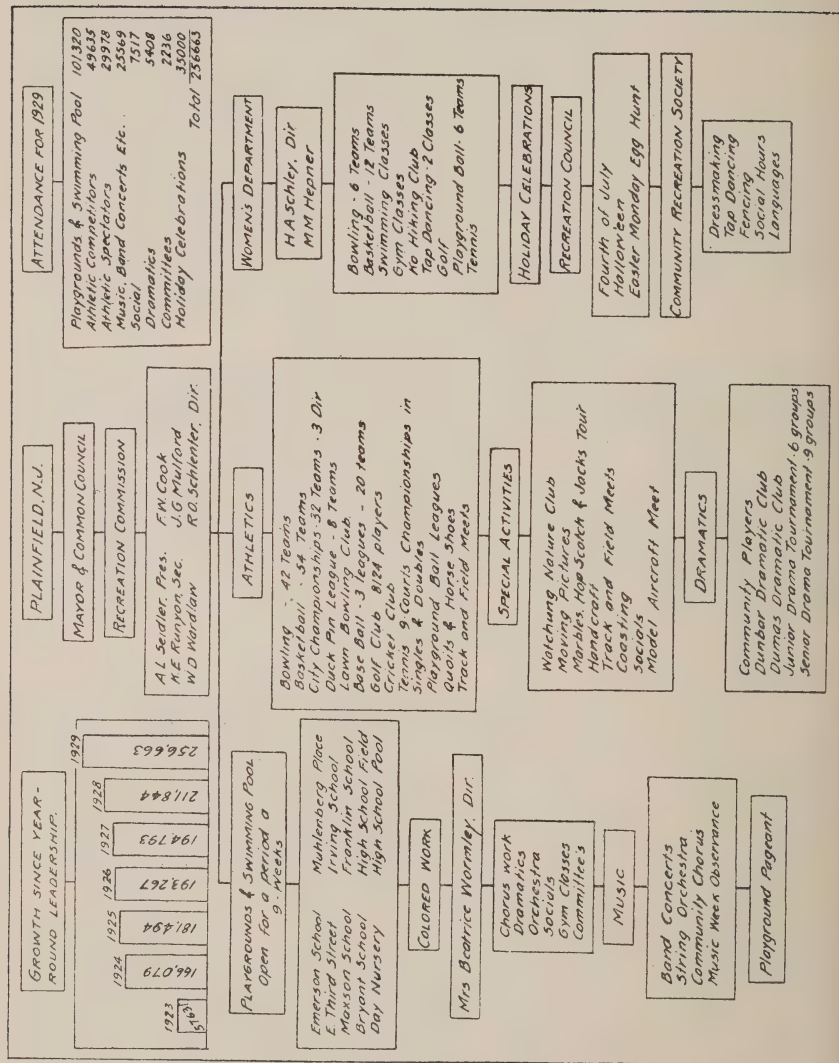 GROWTH SINCE YEAR-
ROUND LEADERSHIP.
1923
1924
166,079
1925
181,494
1926
193,267
1927
194,793
1928
211,844
1929
256,663
PLAINFIELD, N.J.
MAYOR & COMMON COUNCIL
RECREATION COMMISSION
A L Seidler, Pres. F.W. Cook
K.E. Runyon, Sec. J.G Mulford
W D Wardlaw R.O. Schlenter, Dir.
ATTENDANCE FOR 1929
Playgrounds & Swimming Pool 101320
Athletic Competitors 49635
Athletic Spectators 29978
Music, Band Concerts Etc.. 25569
Social 7517
Dramatics 5408
Committees 2236
Holiday Celebrations 35000
Total 256663
PLAYGROUNDS & SWIMMING POOL
Open For a period a
9 - Weeks
Emerson School Muhlenberg Place
E. Third Street Irving School
Maxson School Franklin School
Bryant School High School Field
Day Nursery High School Pool
COLORED WORK
Mrs Beatrice Wormley, Dir.
Chorus work
Dramatics
Orchestra
Socials
Gym Classes
Committee's
MUSIC
Band Concerts
String Orchestra
Community Chorus
Music Week Observance
Playground Pageant
ATHLETICS
Bowling - 42 Teams
Basketball - 54 Teams
City Championships - 32 Teams - 3 Dir
Duck Pin League - 8 Teams
Lawn Bowling Club.
Base Ball - 3 leagues - 20 teams
Golf Club 8124 players
Cricket Club
Tennis 9-Courts Championships in
Singles & Doubles
Playground Ball - Leagues
Quoits & Horse Shoes
Track and Field Meets
SPECIAL ACTIVITIES
Watchung Nature Club
Moving Pictures
Marbles, Hop Scotch & Jacks Tour
Handcraft
Track and Field Meets
Coasting
Socials
Model Aircraft Meet
DRAMATICS
Community Players
Dunbar Dramatic Club
Dumas Dramatic Club
Junior Drama Tournament - 6 groups
Senior Drama Tournament - 9 groups
WOMEN'S DEPARTMENT
H A Schley, Dir
M M Hepner
Bowling - 6 Teams
Basketball - 12 Teams
Swimming Classes
Gym Classes
Ko Hiking Club
Tap Dancing - 2 Classes
Golf
Playground Ball - 6 Teams
Tennis
HOLIDAY CELEBRATIONS
RECREATION COUNCIL
Fourth of July
Hallow'een
Easter Monday Egg Hunt
COMMUNITY RECREATION SOCIETY
Dressmaking
Tap Dancing
Fencing
Social Hours
Languages